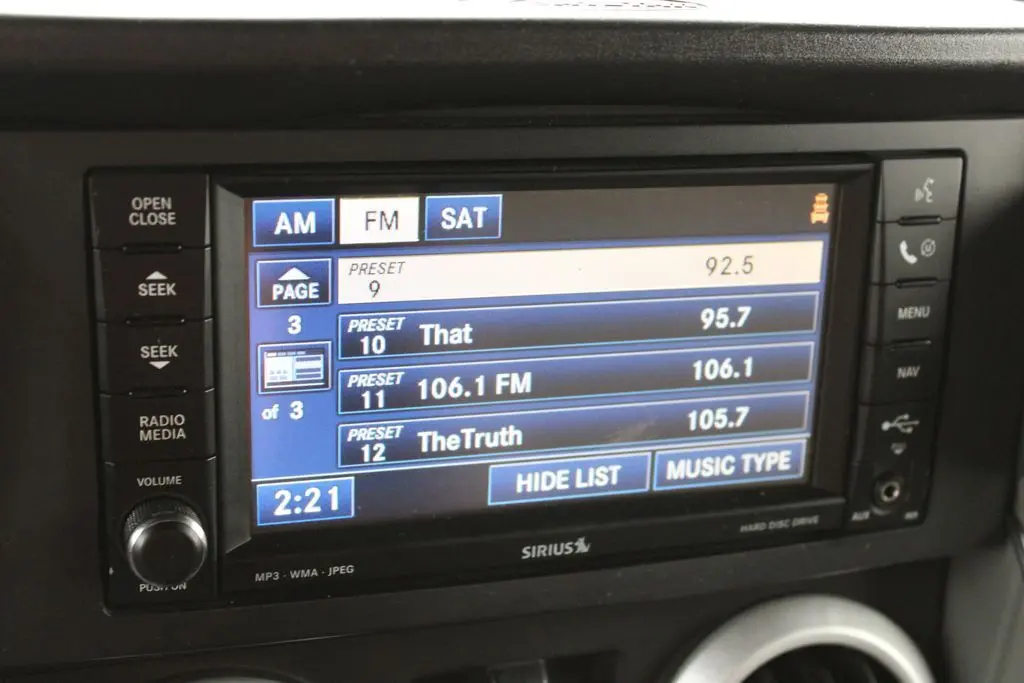 OPEN
CLOSE
SEEK
SEEK
RADIO
MEDIA
VOLUME
PUSH/ON
AM FM SAT
PAGE
3
of 3
PRESET 9 92.5
PRESET 10 That 95.7
PRESET 11 106.1 FM 106.1
PRESET 12 TheTruth 105.7
2:21 HIDE LIST MUSIC TYPE
MP3 - WMA - JPEG
SIRIUS
HARD DISC DRIVE
MENU
NAV
AUX